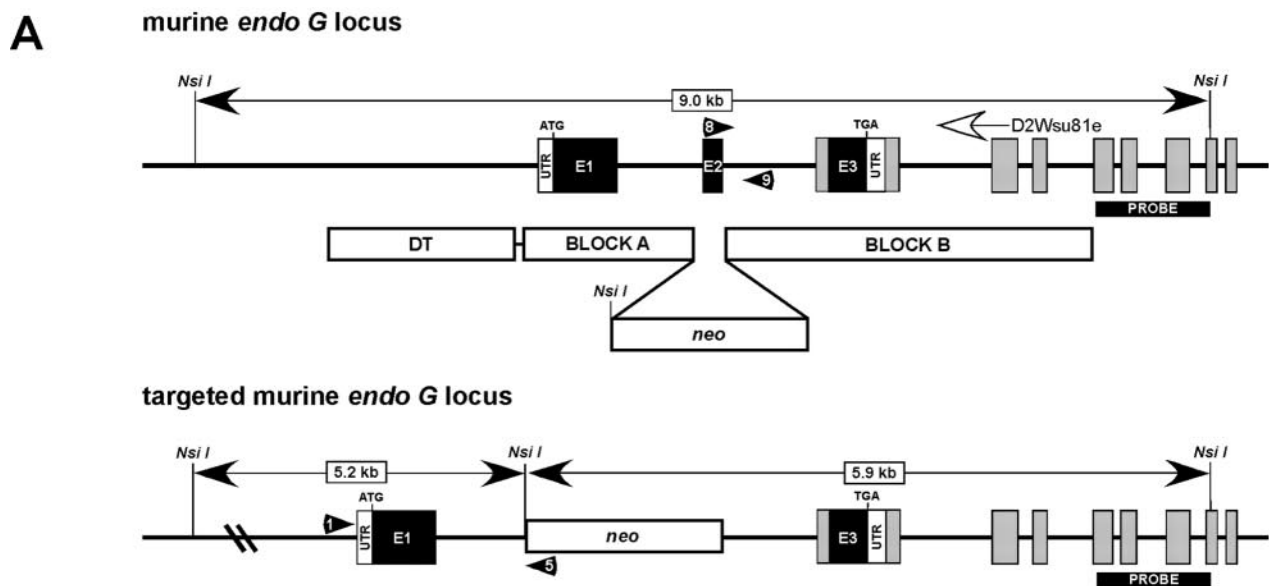 A
murine endo G locus
Nsi I
9.0 kb
Nsi I
ATG
8
TGA
D2Wsu81e
UTR
E1
E2
E3
UTR
9
PROBE
DT
BLOCK A
BLOCK B
Nsi I
neo
targeted murine endo G locus
Nsi I
5.2 kb
Nsi I
5.9 kb
Nsi I
ATG
TGA
1
UTR
E1
neo
E3
UTR
5
PROBE